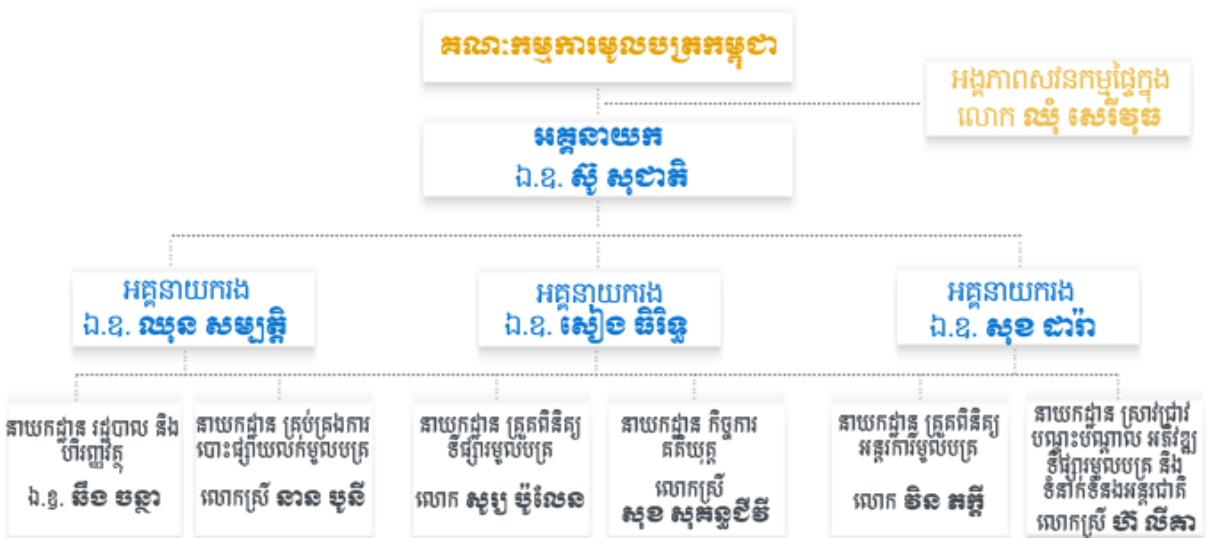 គណៈកម្មការមូលបត្រកម្ពុជា
អង្គភាពសវនកម្មផ្ទៃក្នុង
លោក ឈុំ សេរីវុធ
អគ្គនាយក
ឯ.ឧ. ស៊ូ សុជាតិ
អគ្គនាយករង
ឯ.ឧ. ឈុន សម្បត្តិ
អគ្គនាយករង
ឯ.ឧ. សៀង ធិរិទ្ធ
អគ្គនាយករង
ឯ.ឧ. សុខ ដារ៉ា
នាយកដ្ឋាន រដ្ឋបាល និង
ហិរញ្ញវត្ថុ
ឯ.ឧ. ឆឹង ចន្ថា
នាយកដ្ឋាន គ្រប់គ្រងការ
បោះផ្សាយលក់មូលបត្រ
លោកស្រី នាន បូនី
នាយកដ្ឋាន ត្រួតពិនិត្យ
ទីផ្សារមូលបត្រ
លោក សូរ្យ ប៉ូលែន
នាយកដ្ឋាន កិច្ចការ
គតិយុត្ត
លោកស្រី
សុខ សុគន្ធជីវី
នាយកដ្ឋាន ត្រួតពិនិត្យ
អន្តរការីមូលបត្រ
លោក វិន ភក្ដី
នាយកដ្ឋាន ស្រាវជ្រាវ
បណ្តុះបណ្តាល អភិវឌ្ឍ
ទីផ្សារមូលបត្រ និង
ទំនាក់ទំនងអន្តរជាតិ
លោកស្រី ហ៊ លីគា